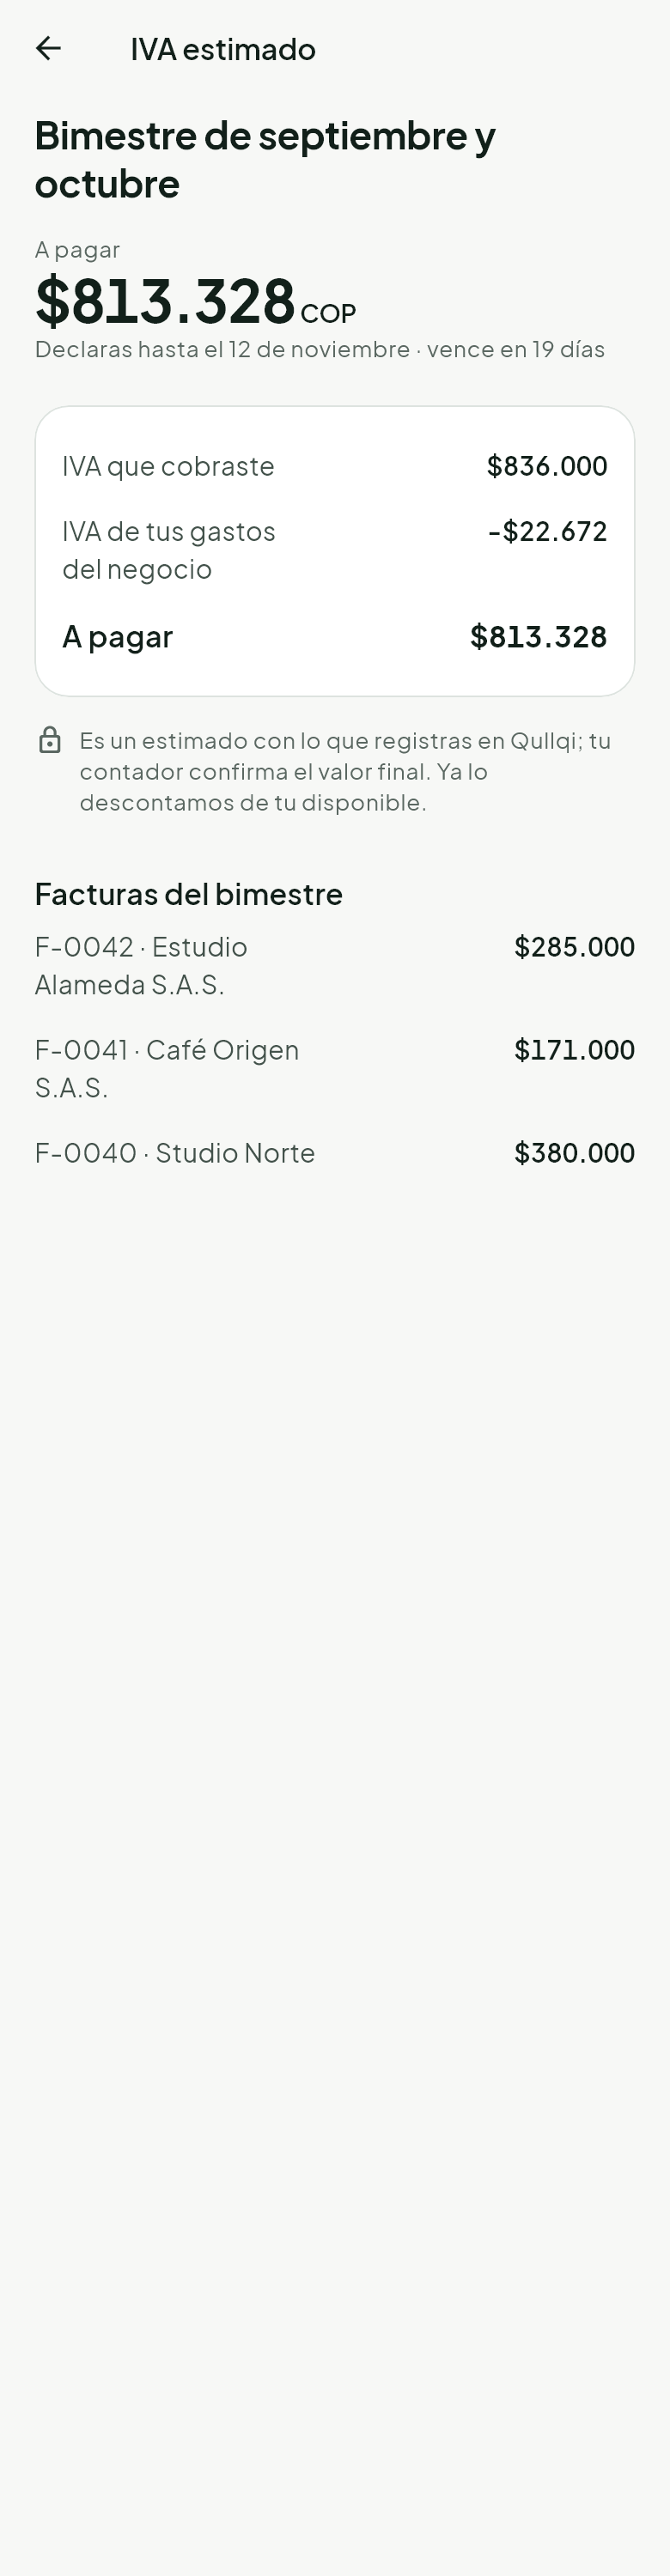 IVA estimado
Bimestre de septiembre y
octubre
A pagar
$813.328 COP
Declaras hasta el 12 de noviembre · vence en 19 días
IVA que cobraste $836.000
IVA de tus gastos -$22.672
del negocio
A pagar $813.328
Es un estimado con lo que registras en Qullqi; tu
contador confirma el valor final. Ya lo
descontamos de tu disponible.
Facturas del bimestre
F-0042 · Estudio $285.000
Alameda S.A.S.
F-0041 · Café Origen $171.000
S.A.S.
F-0040 · Studio Norte $380.000